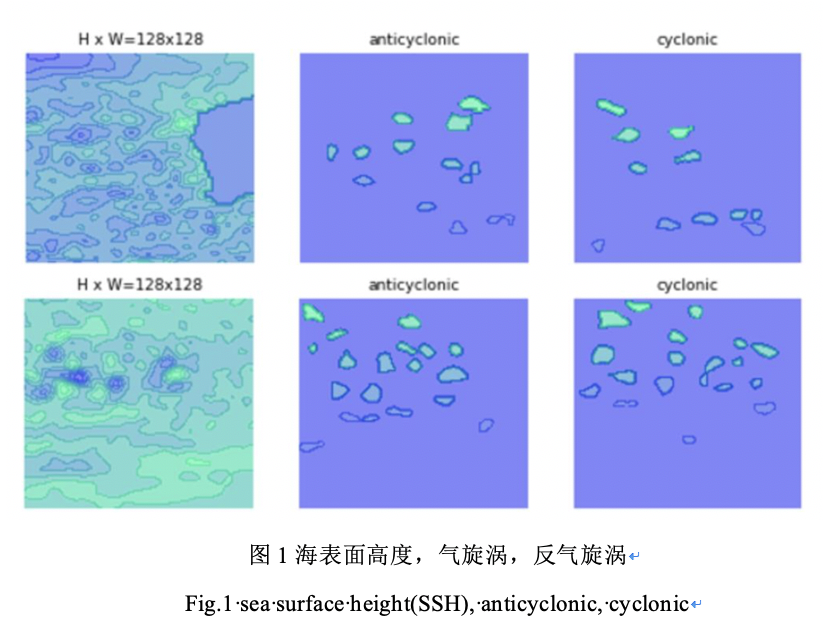 H x W=128x128 anticyclonic cyclonic
H x W=128x128 anticyclonic cyclonic
图 1 海表面高度，气旋涡，反气旋涡↵
Fig.1·sea·surface·height(SSH),·anticyclonic,·cyclonic↵